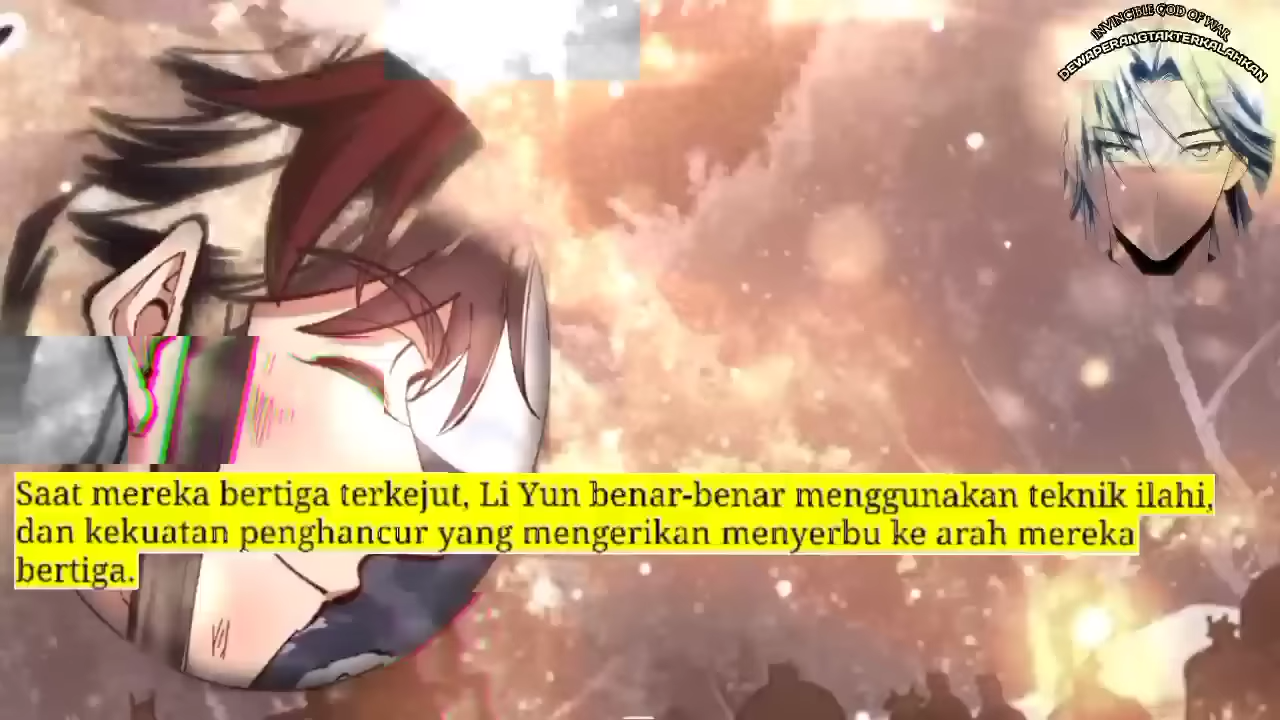 INVINCIBLE GOD OF WAR
DEWAPERANGTAKTERKALAHKAN
Saat mereka bertiga terkejut, Li Yun benar-benar menggunakan teknik ilahi,
dan kekuatan penghancur yang mengerikan menyerbu ke arah mereka
bertiga.